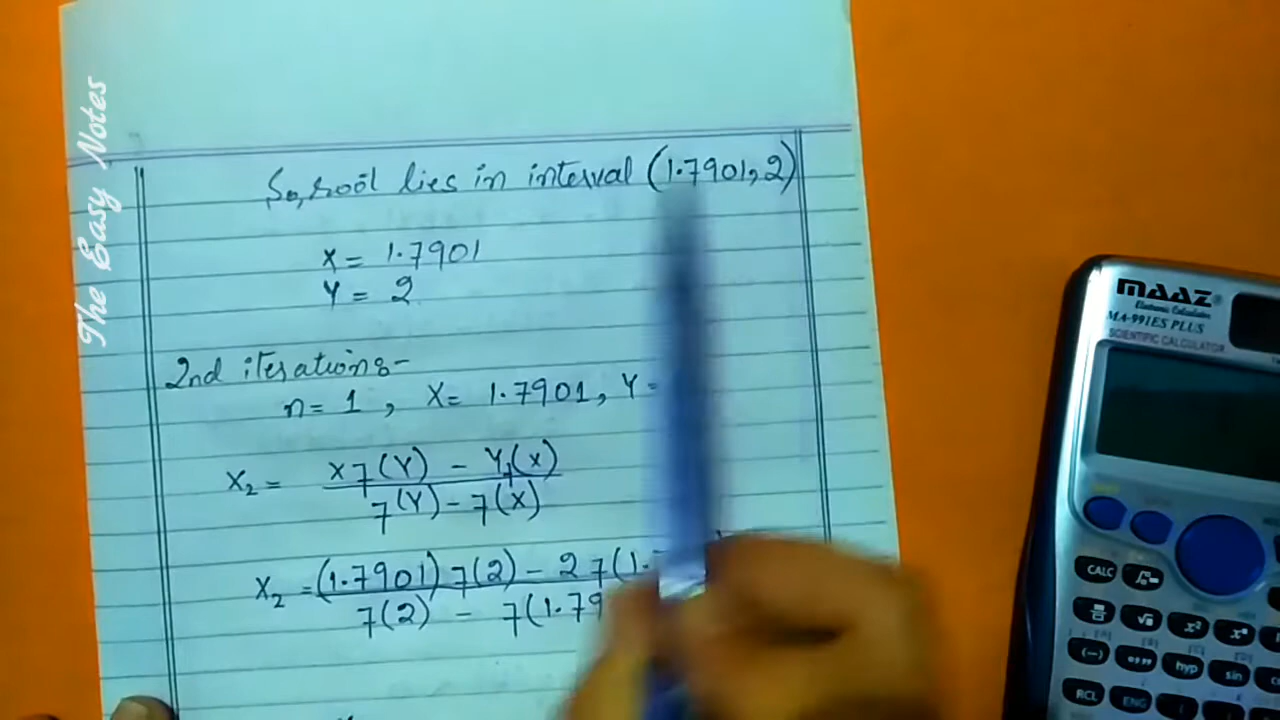 The Easy Notes
So, root lies in interval (1.7901, 2)
X = 1.7901
Y = 2
2nd iteration:-
n = 1 , X = 1.7901, Y =
X₂ = X f(Y) - Y f(X)
f(Y) - f(X)
X₂ = (1.7901) f(2) - 2 f(1.7
f(2) - f(1.79
MAAZ
Electronic Calculator
MA-991ES PLUS
SCIENTIFIC CALCULATOR
CALC
x²
(-)
hyp
sin
RCL
ENG
(